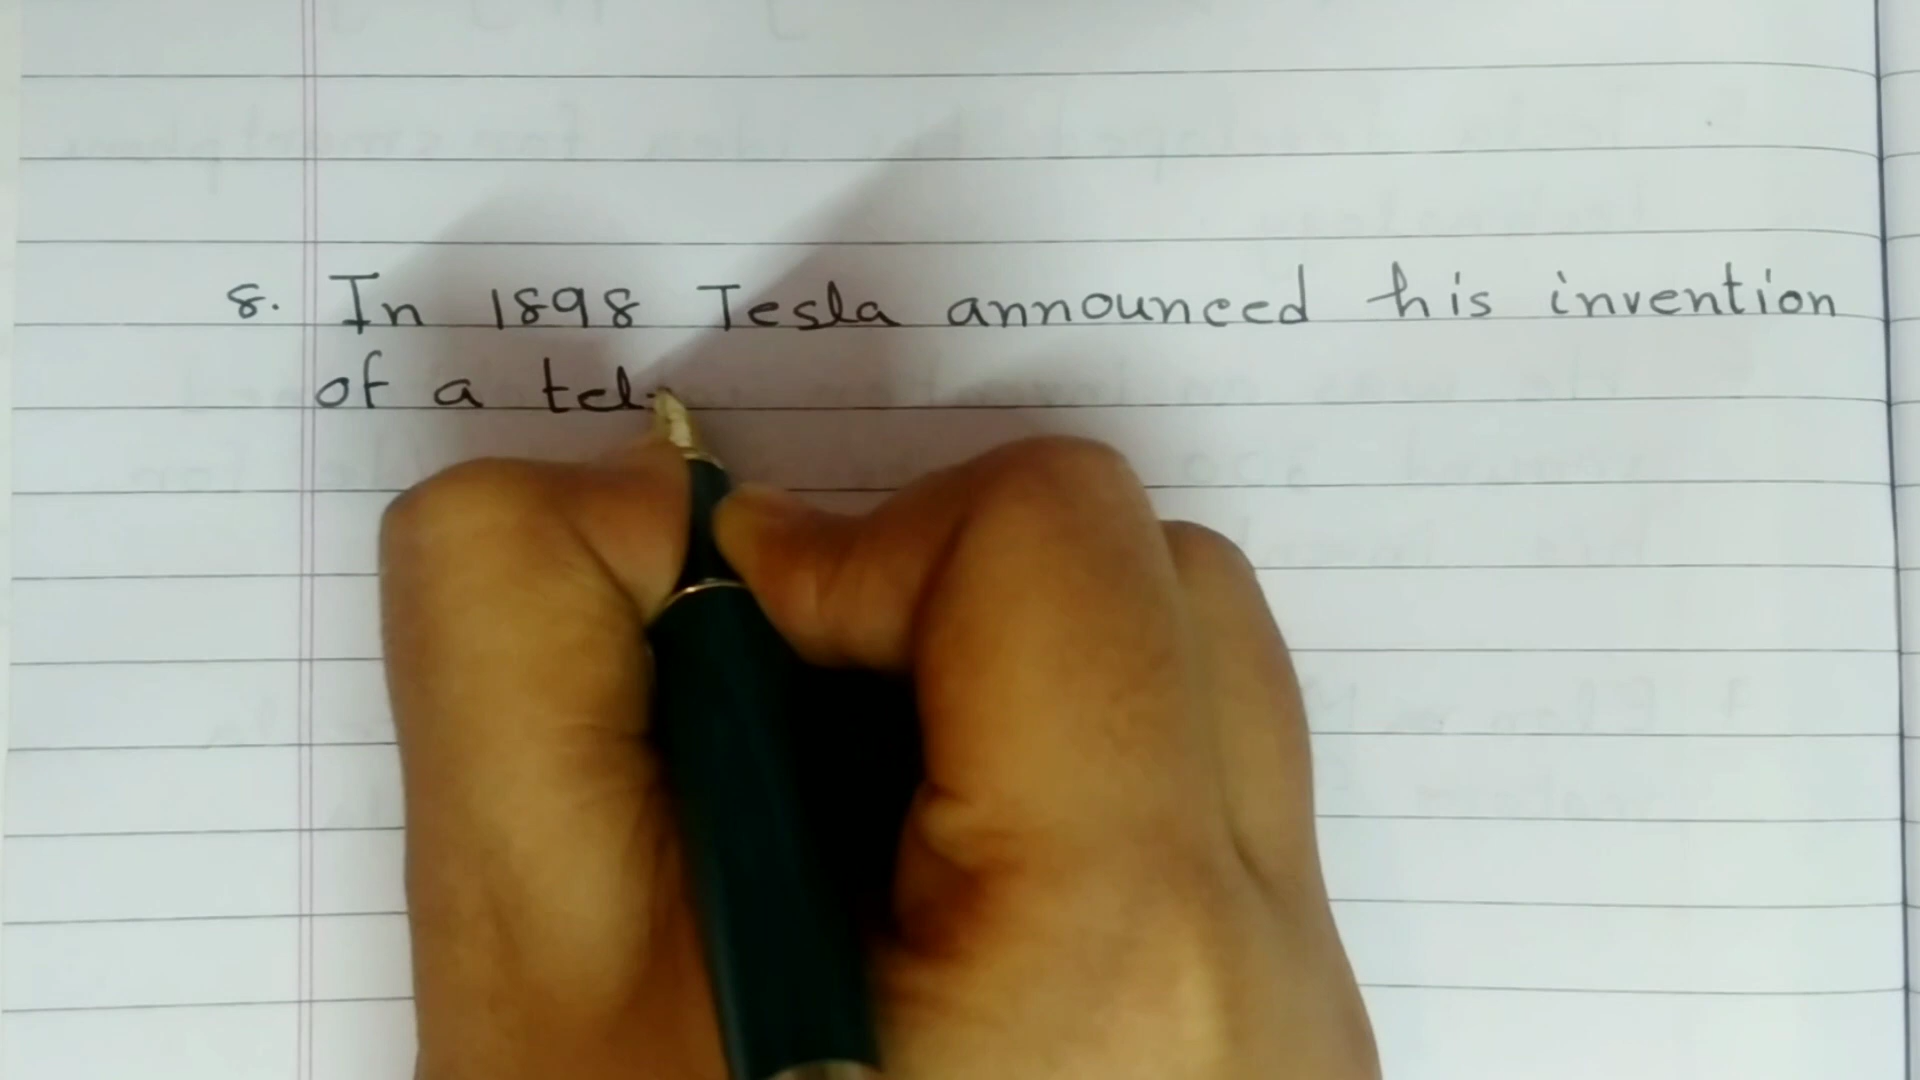 8. In 1898 Tesla announced his invention
of a tel